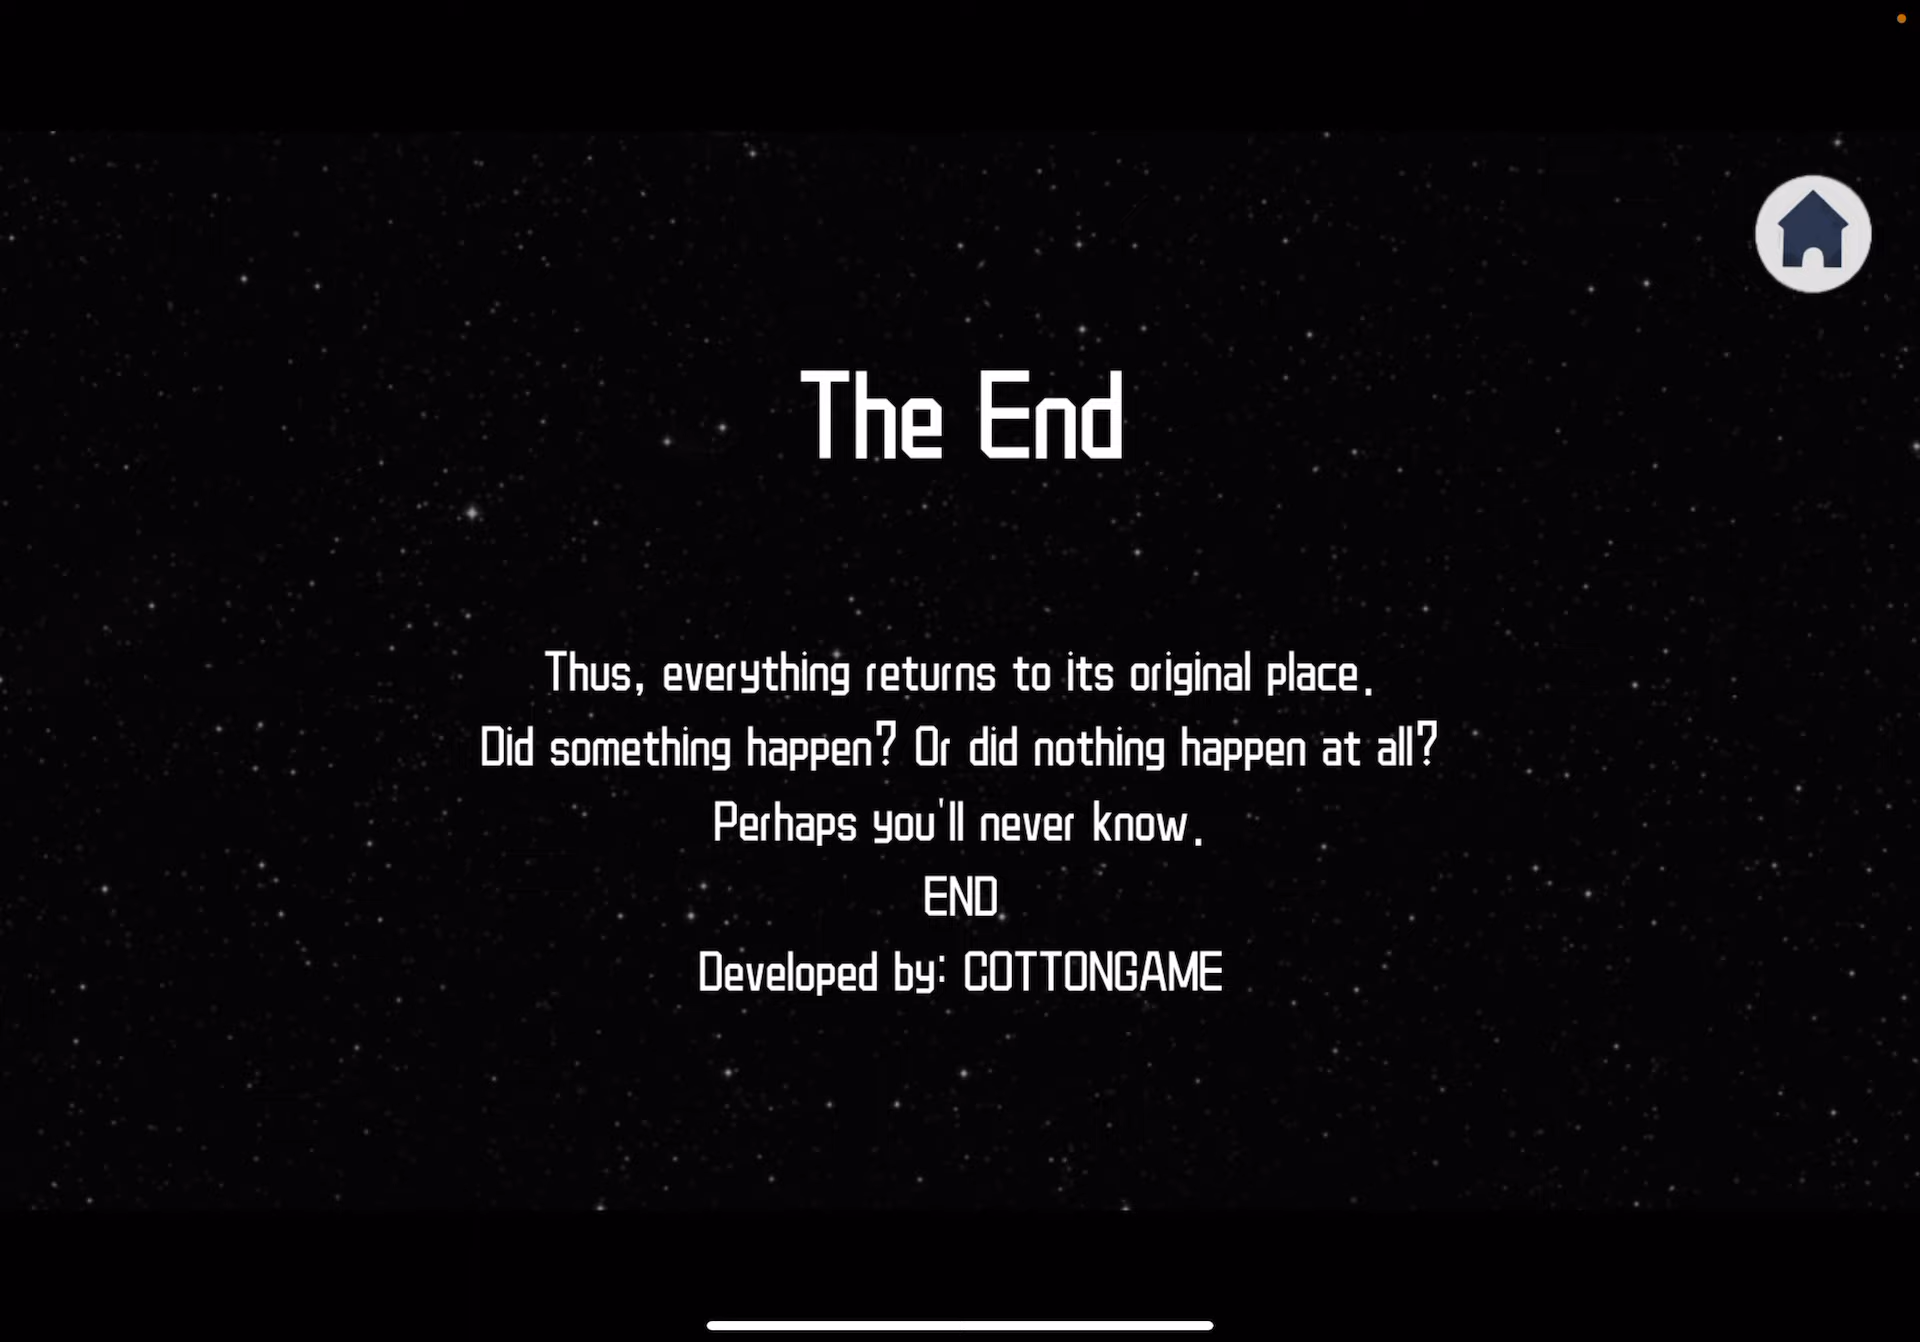 The End
Thus, everything returns to its original place.
Did something happen? Or did nothing happen at all?
Perhaps you'll never know.
END
Developed by: COTTONGAME